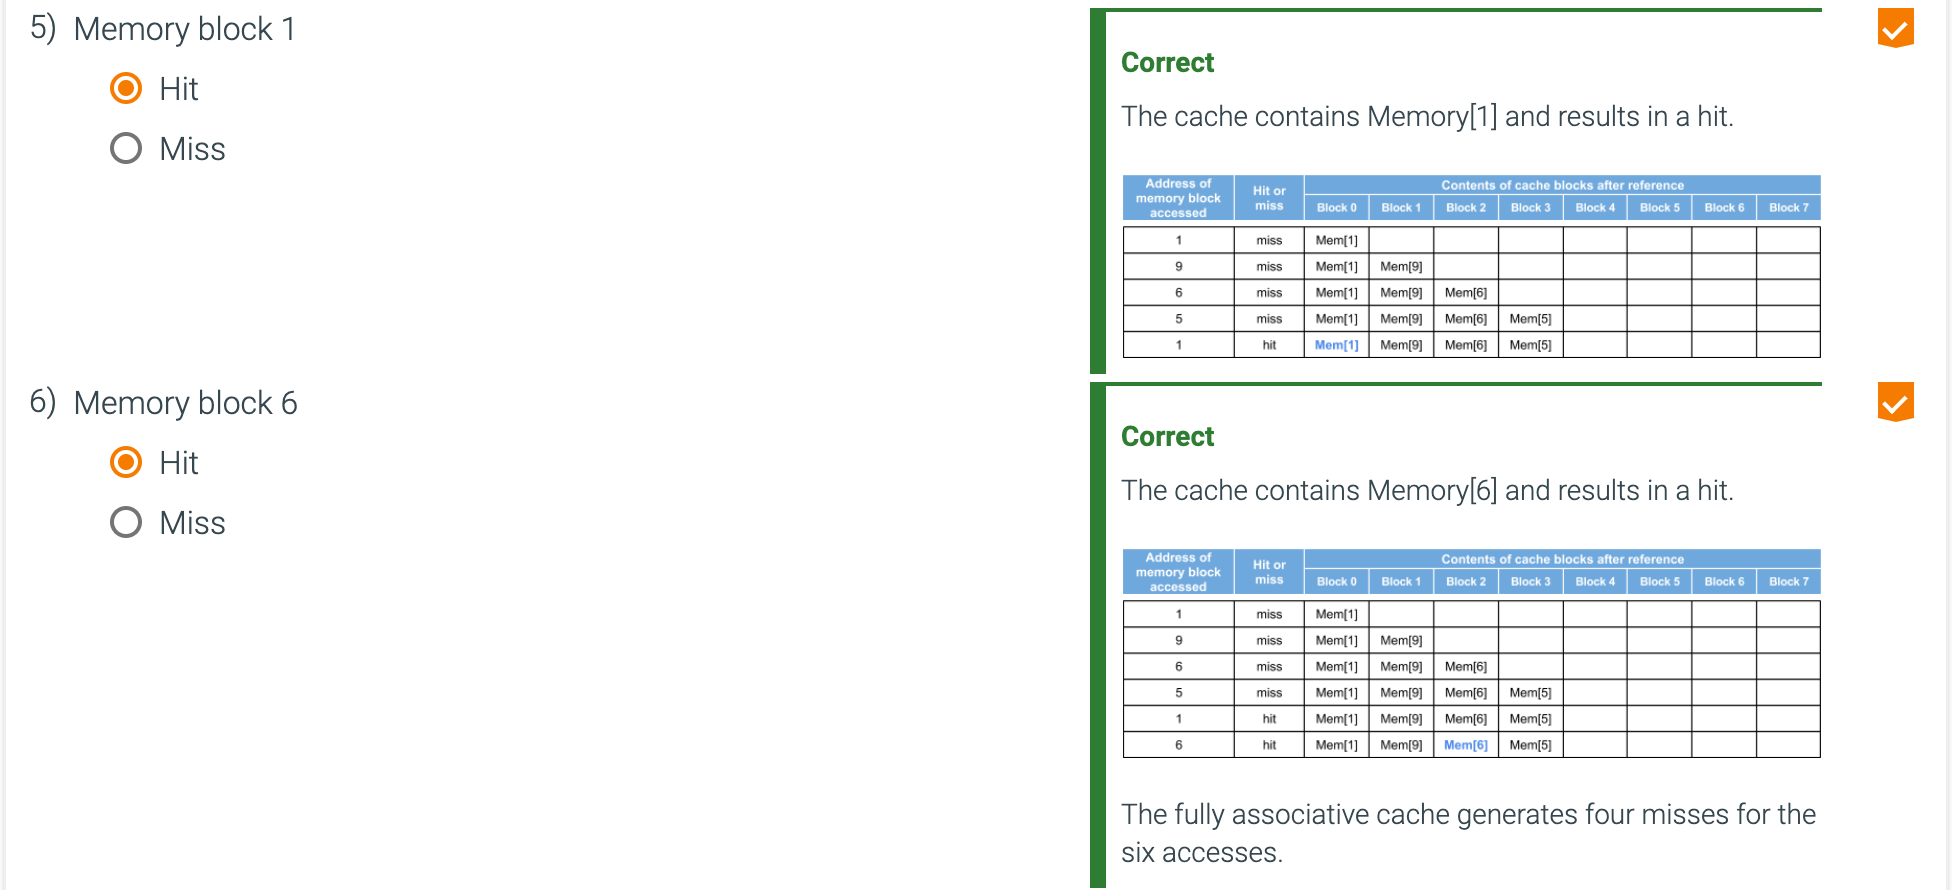 5) Memory block 1
Hit
Miss
Correct
The cache contains Memory[1] and results in a hit.
Address of memory block accessed | Hit or miss | Contents of cache blocks after reference
Block 0 | Block 1 | Block 2 | Block 3 | Block 4 | Block 5 | Block 6 | Block 7
1 | miss | Mem[1]
9 | miss | Mem[1] | Mem[9]
6 | miss | Mem[1] | Mem[9] | Mem[6]
5 | miss | Mem[1] | Mem[9] | Mem[6] | Mem[5]
1 | hit | Mem[1] | Mem[9] | Mem[6] | Mem[5]
6) Memory block 6
Hit
Miss
Correct
The cache contains Memory[6] and results in a hit.
Address of memory block accessed | Hit or miss | Contents of cache blocks after reference
Block 0 | Block 1 | Block 2 | Block 3 | Block 4 | Block 5 | Block 6 | Block 7
1 | miss | Mem[1]
9 | miss | Mem[1] | Mem[9]
6 | miss | Mem[1] | Mem[9] | Mem[6]
5 | miss | Mem[1] | Mem[9] | Mem[6] | Mem[5]
1 | hit | Mem[1] | Mem[9] | Mem[6] | Mem[5]
6 | hit | Mem[1] | Mem[9] | Mem[6] | Mem[5]
The fully associative cache generates four misses for the
six accesses.